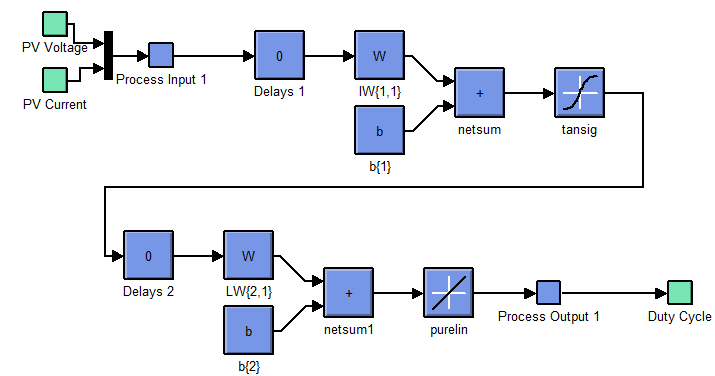 PV Voltage
PV Current
Process Input 1
0
Delays 1
W
IW{1,1}
b
b{1}
+
netsum
tansig
0
Delays 2
W
LW{2,1}
b
b{2}
+
netsum1
purelin
Process Output 1
Duty Cycle